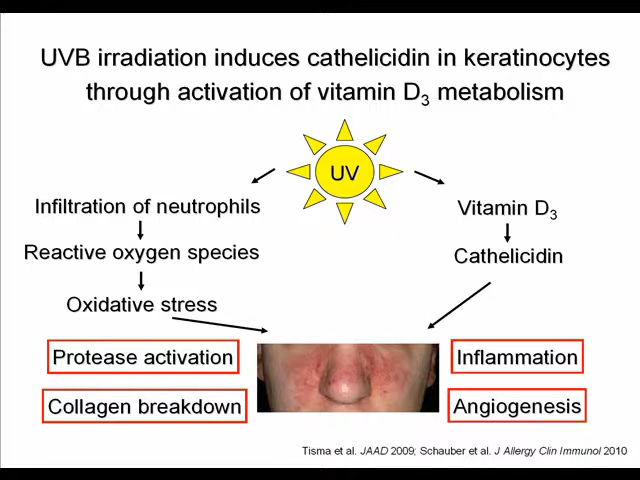 UVB irradiation induces cathelicidin in keratinocytes
through activation of vitamin D₃ metabolism
UV
Infiltration of neutrophils
Reactive oxygen species
Oxidative stress
Vitamin D₃
Cathelicidin
Protease activation
Collagen breakdown
Inflammation
Angiogenesis
Tisma et al. JAAD 2009; Schauber et al. J Allergy Clin Immunol 2010